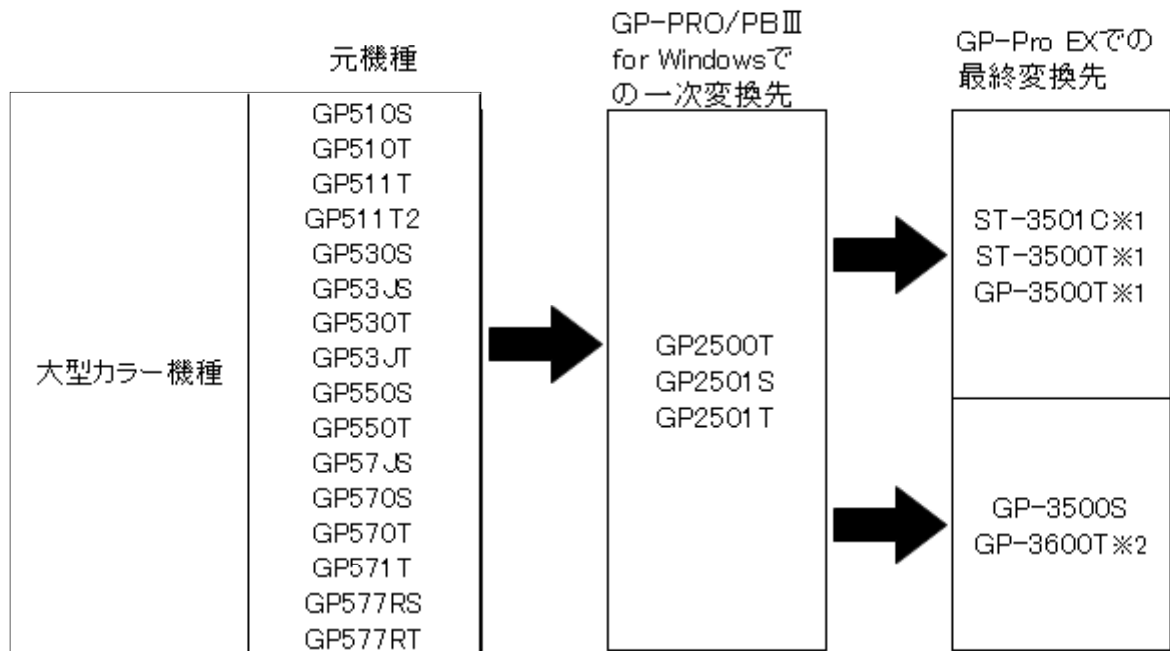 元機種
GP-PRO/PBⅢ
for Windowsで
の一次変換先
GP-Pro EXでの
最終変換先
大型カラー機種
GP510S
GP510T
GP511T
GP511T2
GP530S
GP53JS
GP530T
GP53JT
GP550S
GP550T
GP57JS
GP570S
GP570T
GP571T
GP577RS
GP577RT
GP2500T
GP2501S
GP2501T
ST-3501C※1
ST-3500T※1
GP-3500T※1
GP-3500S
GP-3600T※2